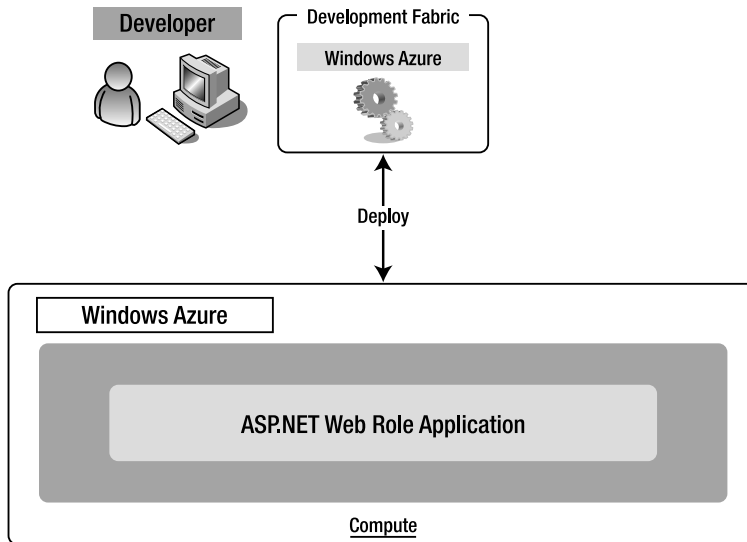 Developer
Development Fabric
Windows Azure
Deploy
Windows Azure
ASP.NET Web Role Application
Compute